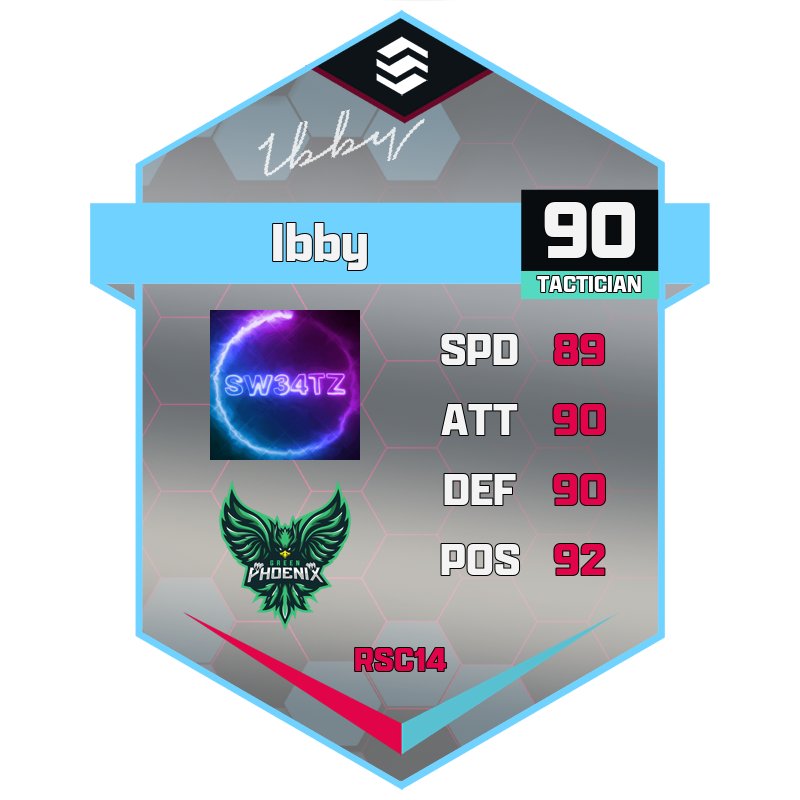 Ibby
Ibby
90
TACTICIAN
SW34TZ
SPD 89
ATT 90
DEF 90
POS 92
GREEN
PHOENIX
RSC14